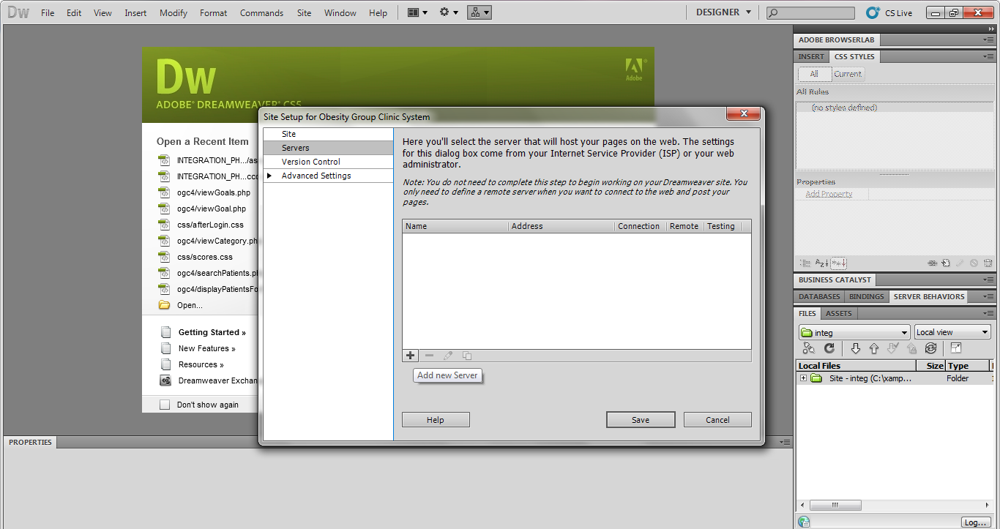 Dw File Edit View Insert Modify Format Commands Site Window Help DESIGNER CS Live
Dw
ADOBE® DREAMWEAVER® CS5
Adobe
Open a Recent Item
INTEGRATION_PH.../as
INTEGRATION_PH...cco
ogc4/viewGoals.php
ogc4/viewGoal.php
css/afterLogin.css
ogc4/viewCategory.ph
css/scores.css
ogc4/searchPatients.p
ogc4/displayPatientsFo
Open...
Getting Started »
New Features »
Resources »
Dreamweaver Exchan
Don't show again
Site Setup for Obesity Group Clinic System
Site
Servers
Version Control
Advanced Settings
Here you'll select the server that will host your pages on the web. The settings
for this dialog box come from your Internet Service Provider (ISP) or your web
administrator.
Note: You do not need to complete this step to begin working on your Dreamweaver site. You
only need to define a remote server when you want to connect to the web and post your
pages.
Name Address Connection Remote Testing
Add new Server
Help Save Cancel
PROPERTIES
ADOBE BROWSERLAB
INSERT CSS STYLES
All Current
All Rules
(no styles defined)
Properties
Add Property
BUSINESS CATALYST
DATABASES BINDINGS SERVER BEHAVIORS
FILES ASSETS
integ Local view
Local Files Size Type
Site - integ (C:\xamp... Folder
Log...